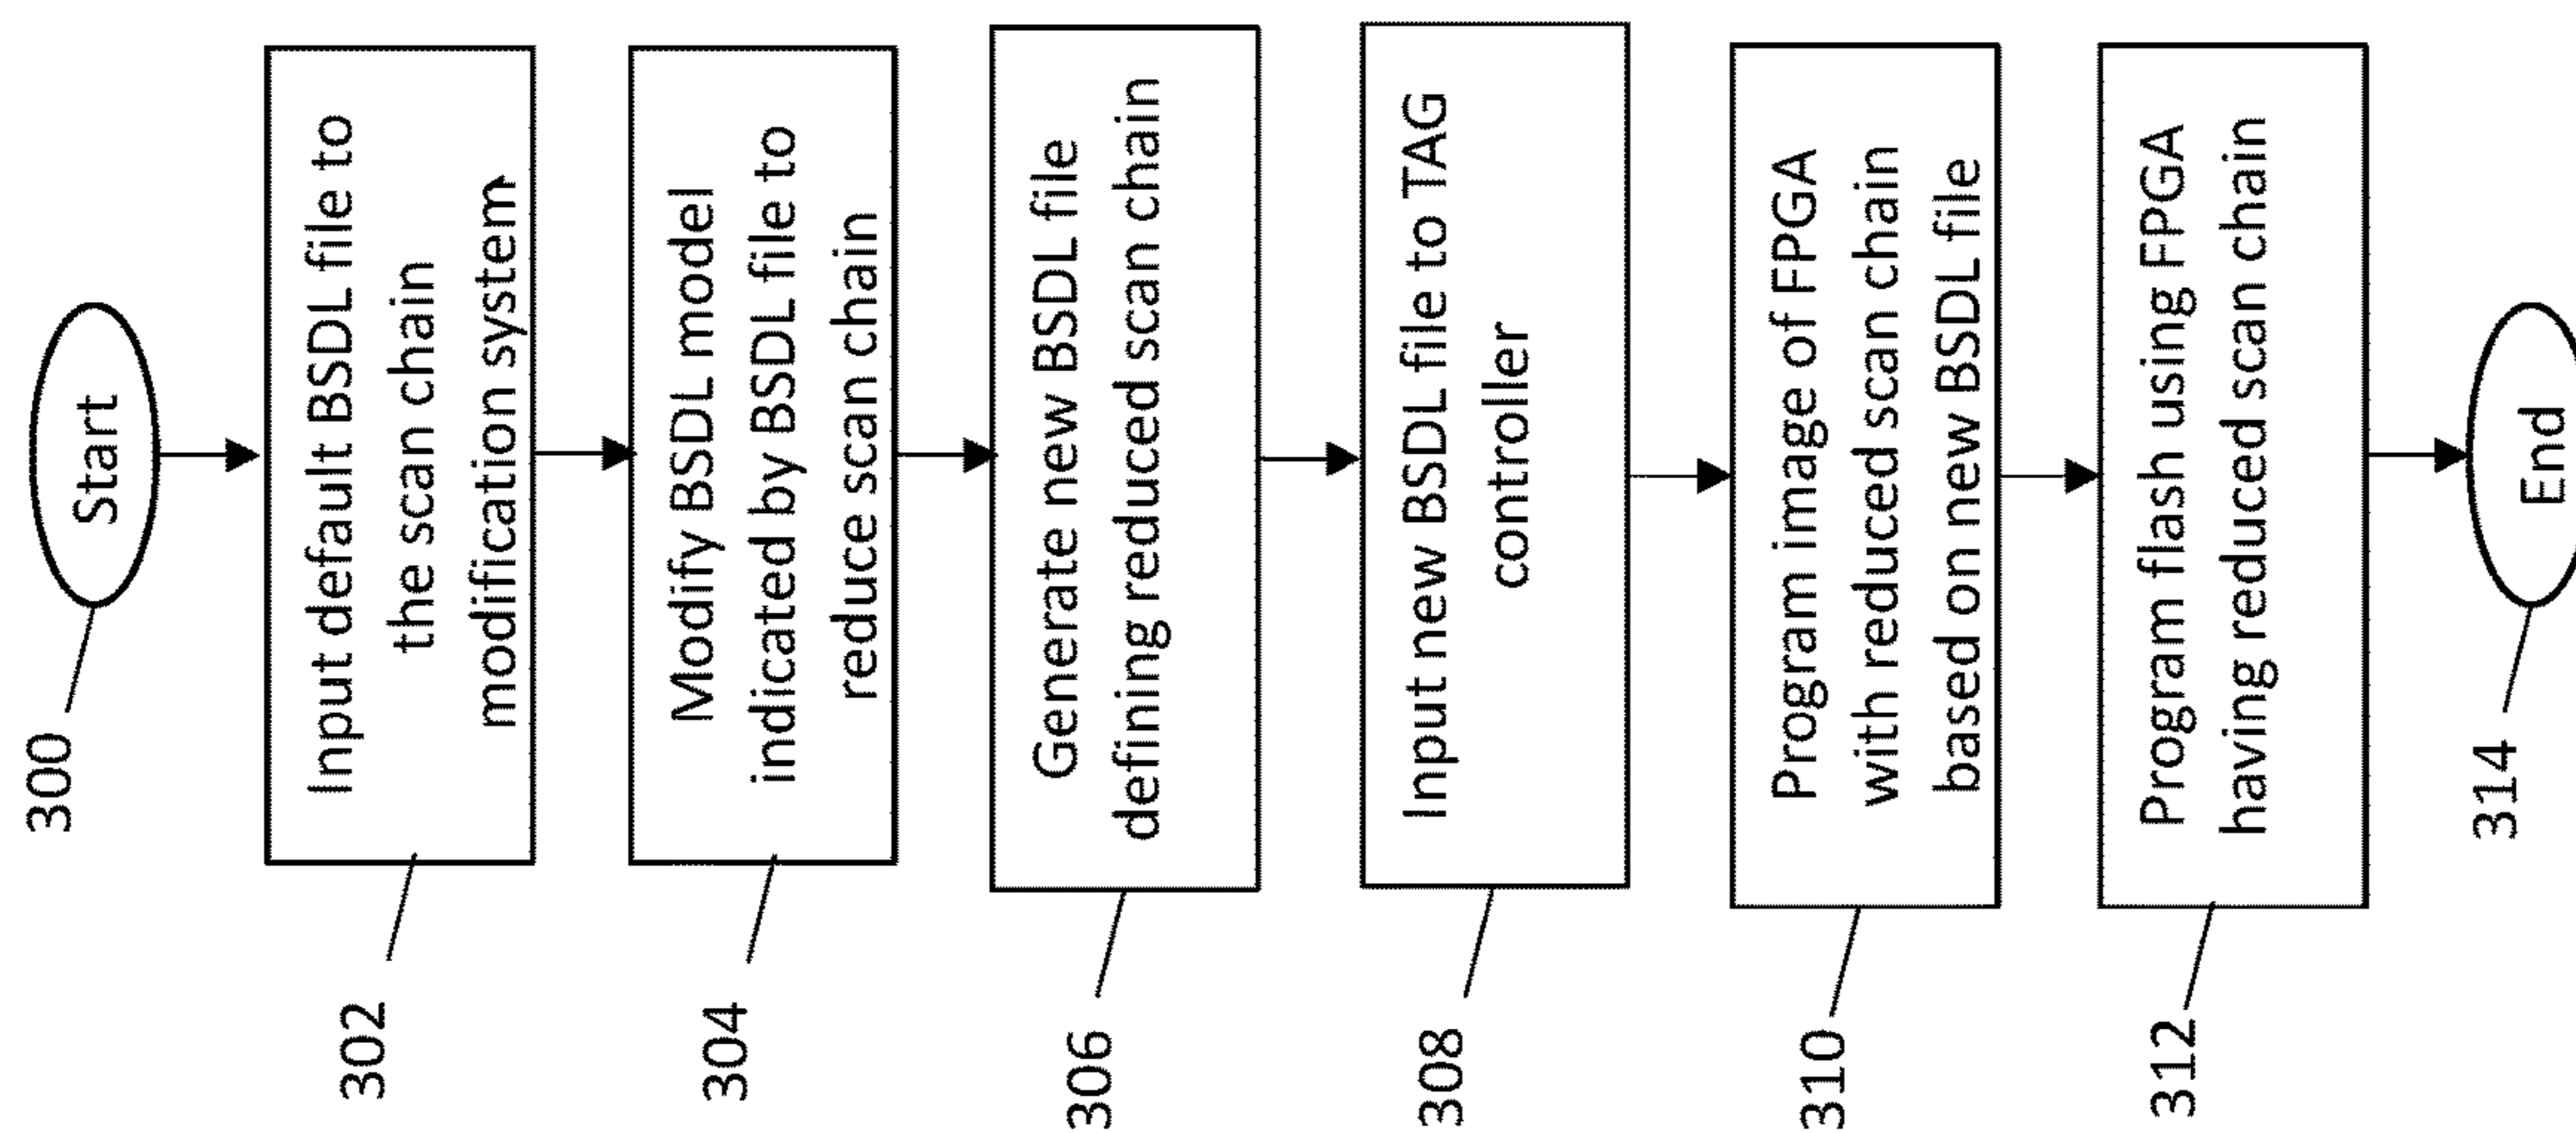 300
Start
302
Input default BSDL file to
the scan chain
modification system
304
Modify BSDL model
indicated by BSDL file to
reduce scan chain
306
Generate new BSDL file
defining reduced scan chain
308
Input new BSDL file to TAG
controller
310
Program image of FPGA
with reduced scan chain
based on new BSDL file
312
Program flash using FPGA
having reduced scan chain
314
End